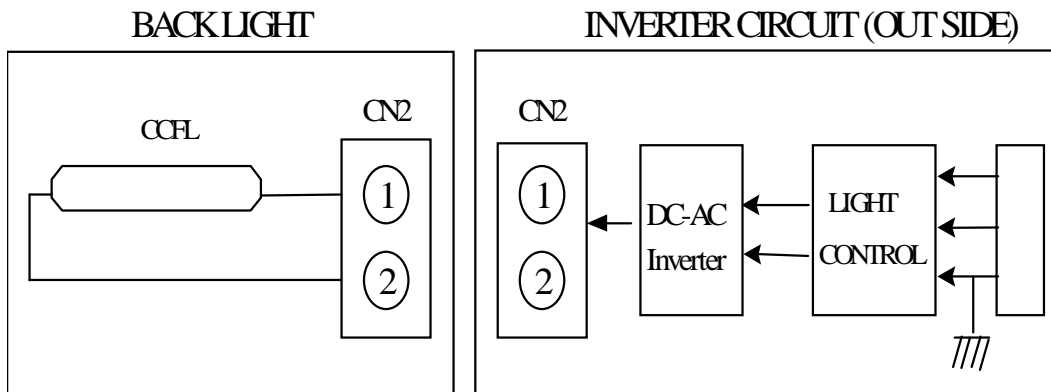 BACK LIGHT
CCFL
CN2
1
2
INVERTER CIRCUIT (OUT SIDE)
CN2
1
2
DC-AC
Inverter
LIGHT
CONTROL